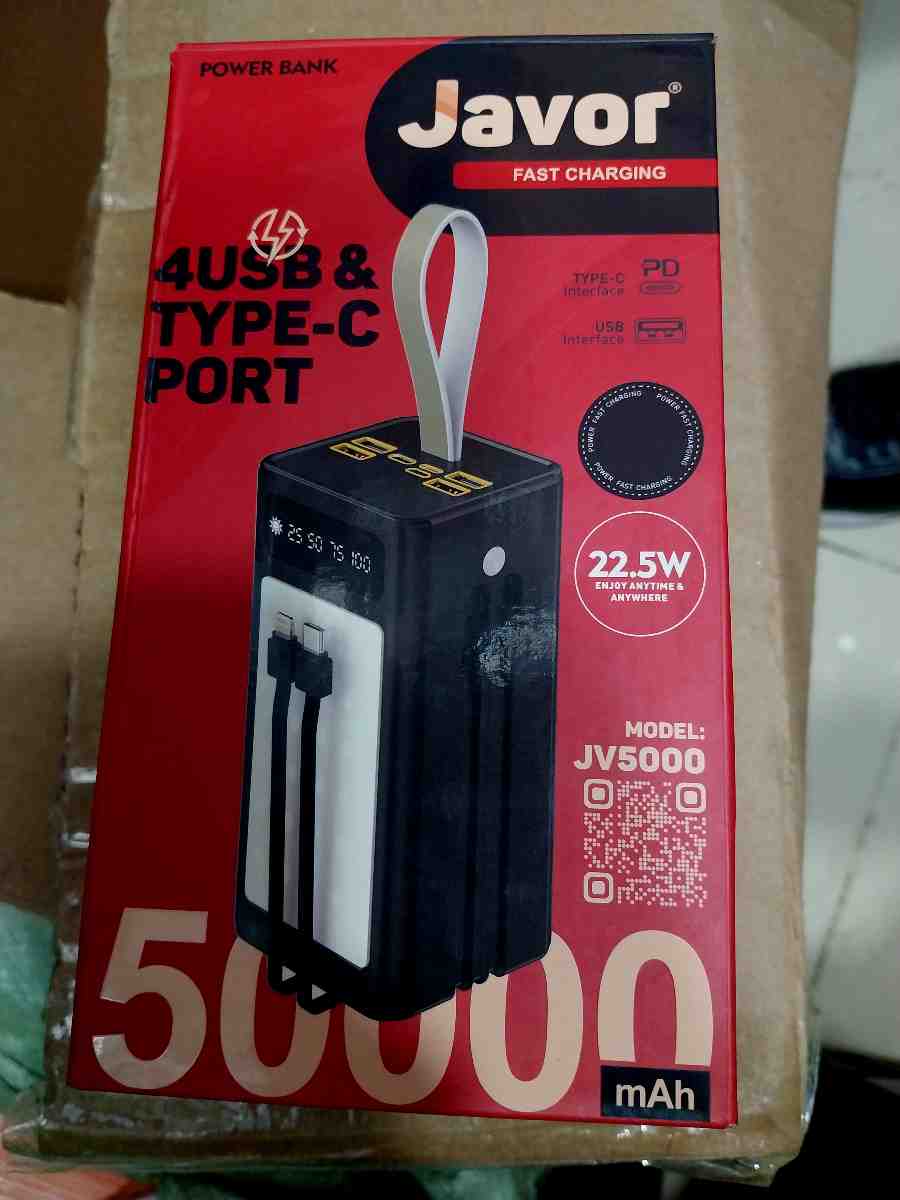 POWER BANK
Javor®
FAST CHARGING
4USB &
TYPE-C
PORT
TYPE-C
Interface
PD
USB
Interface
POWER FAST CHARGING POWER FAST CHARGING POWER FAST CHARGING
25 50 75 100
22.5W
ENJOY ANYTIME &
ANYWHERE
MODEL:
JV5000
50000
mAh